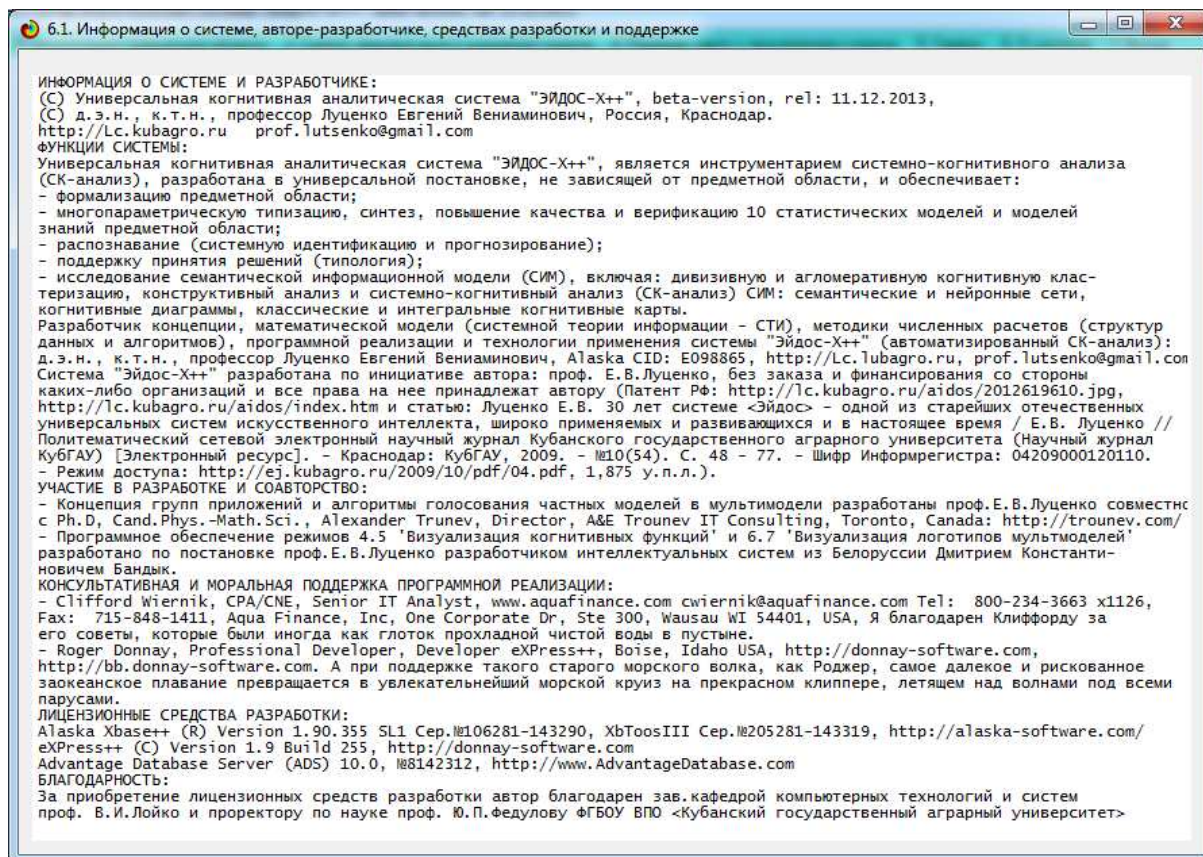 6.1. Информация о системе, авторе-разработчике, средствах разработки и поддержке
ИНФОРМАЦИЯ О СИСТЕМЕ И РАЗРАБОТЧИКЕ:
(С) Универсальная когнитивная аналитическая система "ЭЙДОС-Х++", beta-version, rel: 11.12.2013,
(С) д.э.н., к.т.н., профессор Луценко Евгений Вениаминович, Россия, Краснодар.
http://Lc.kubagro.ru prof.lutsenko@gmail.com
ФУНКЦИИ СИСТЕМЫ:
Универсальная когнитивная аналитическая система "ЭЙДОС-Х++", является инструментарием системно-когнитивного анализа
(СК-анализ), разработана в универсальной постановке, не зависящей от предметной области, и обеспечивает:
- формализацию предметной области;
- многопараметрическую типизацию, синтез, повышение качества и верификацию 10 статистических моделей и моделей
знаний предметной области;
- распознавание (системную идентификацию и прогнозирование);
- поддержку принятия решений (типология);
- исследование семантической информационной модели (СИМ), включая: дивизивную и агломеративную когнитивную клас-
теризацию, конструктивный анализ и системно-когнитивный анализ (СК-анализ) СИМ: семантические и нейронные сети,
когнитивные диаграммы, классические и интегральные когнитивные карты.
Разработчик концепции, математической модели (системной теории информации - СТИ), методики численных расчетов (структур
данных и алгоритмов), программной реализации и технологии применения системы "Эйдос-Х++" (автоматизированный СК-анализ):
д.э.н., к.т.н., профессор Луценко Евгений Вениаминович, Alaska CID: E098865, http://Lc.lubagro.ru, prof.lutsenko@gmail.com
Система "Эйдос-Х++" разработана по инициативе автора: проф. Е.В.Луценко, без заказа и финансирования со стороны
каких-либо организаций и все права на нее принадлежат автору (Патент РФ: http://lc.kubagro.ru/aidos/2012619610.jpg,
http://lc.kubagro.ru/aidos/index.htm и статью: Луценко Е.В. 30 лет системе <Эйдос> - одной из старейших отечественных
универсальных систем искусственного интеллекта, широко применяемых и развивающихся и в настоящее время / Е.В. Луценко //
Политематический сетевой электронный научный журнал Кубанского государственного аграрного университета (Научный журнал
КубГАУ) [Электронный ресурс]. - Краснодар: КубГАУ, 2009. - №10(54). С. 48 - 77. - Шифр Информрегистра: 04209000120110.
- Режим доступа: http://ej.kubagro.ru/2009/10/pdf/04.pdf, 1,875 у.п.л.).
УЧАСТИЕ В РАЗРАБОТКЕ И СОАВТОРСТВО:
- Концепция групп приложений и алгоритмы голосования частных моделей в мультимодели разработаны проф.Е.В.Луценко совместно
с Ph.D, Cand.Phys.-Math.Sci., Alexander Trunev, Director, A&E Trounev IT Consulting, Toronto, Canada: http://trounev.com/
- Программное обеспечение режимов 4.5 'Визуализация когнитивных функций' и 6.7 'Визуализация логотипов мультмоделей'
разработано по постановке проф.Е.В.Луценко разработчиком интеллектуальных систем из Белоруссии Дмитрием Константи-
новичем Бандык.
КОНСУЛЬТАТИВНАЯ И МОРАЛЬНАЯ ПОДДЕРЖКА ПРОГРАММНОЙ РЕАЛИЗАЦИИ:
- Clifford Wiernik, CPA/CNE, Senior IT Analyst, www.aquafinance.com cwiernik@aquafinance.com Tel: 800-234-3663 x1126,
Fax: 715-848-1411, Aqua Finance, Inc, One Corporate Dr, Ste 300, Wausau WI 54401, USA, Я благодарен Клиффорду за
его советы, которые были иногда как глоток прохладной чистой воды в пустыне.
- Roger Donnay, Professional Developer, Developer eXPress++, Boise, Idaho USA, http://donnay-software.com,
http://bb.donnay-software.com. А при поддержке такого старого морского волка, как Роджер, самое далекое и рискованное
заокеанское плавание превращается в увлекательнейший морской круиз на прекрасном клиппере, летящем над волнами под всеми
парусами.
ЛИЦЕНЗИОННЫЕ СРЕДСТВА РАЗРАБОТКИ:
Alaska Xbase++ (R) Version 1.90.355 SL1 Сер.№106281-143290, XbToosIII Сер.№205281-143319, http://alaska-software.com/
eXPress++ (C) Version 1.9 Build 255, http://donnay-software.com
Advantage Database Server (ADS) 10.0, №8142312, http://www.AdvantageDatabase.com
БЛАГОДАРНОСТЬ:
За приобретение лицензионных средств разработки автор благодарен зав.кафедрой компьютерных технологий и систем
проф. В.И.Лойко и проректору по науке проф. Ю.П.Федулову ФГБОУ ВПО <Кубанский государственный аграрный университет>